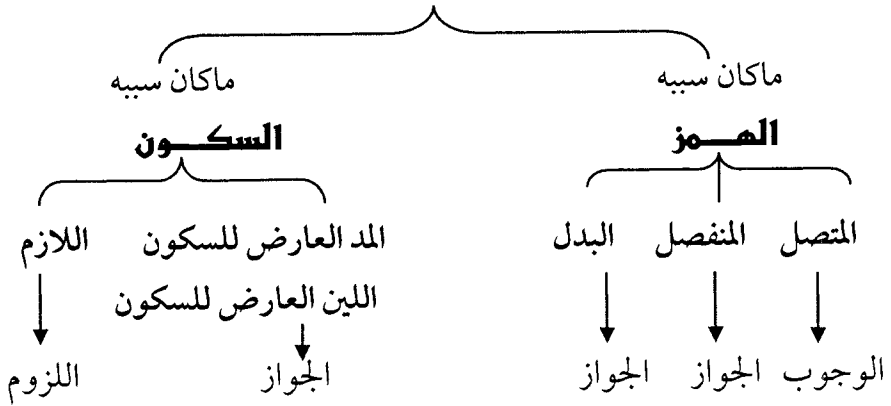 ماكان سببه ماكان سببه
الهمز السكون
المتصل المنفصل البدل المد العارض للسكون اللازم
اللين العارض للسكون
الوجوب الجواز الجواز الجواز اللزوم